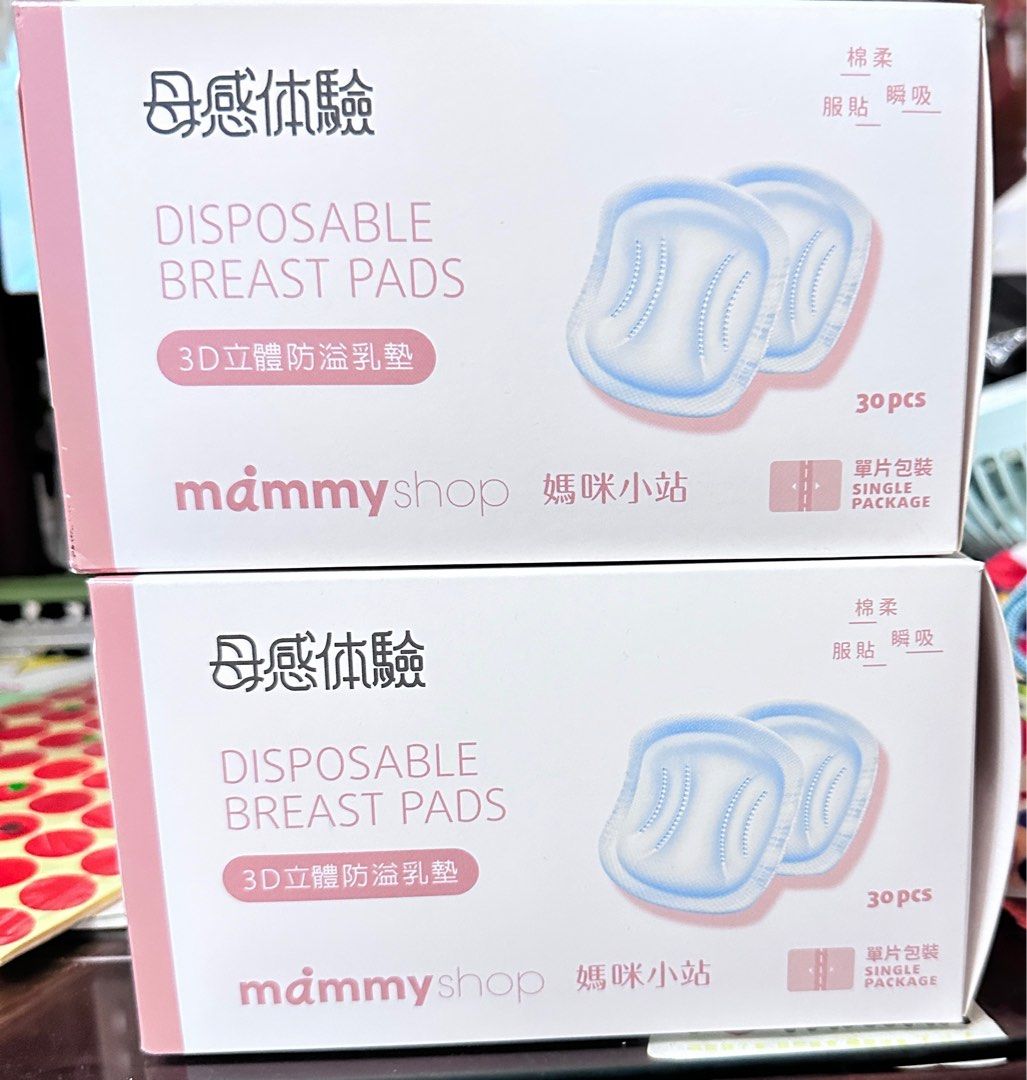 母感体驗
棉柔
服貼 瞬吸
DISPOSABLE
BREAST PADS
3D立體防溢乳墊
30pcs
mammyshop 媽咪小站
單片包裝
SINGLE
PACKAGE
母感体驗
棉柔
服貼 瞬吸
DISPOSABLE
BREAST PADS
3D立體防溢乳墊
30pcs
mammyshop 媽咪小站
單片包裝
SINGLE
PACKAGE